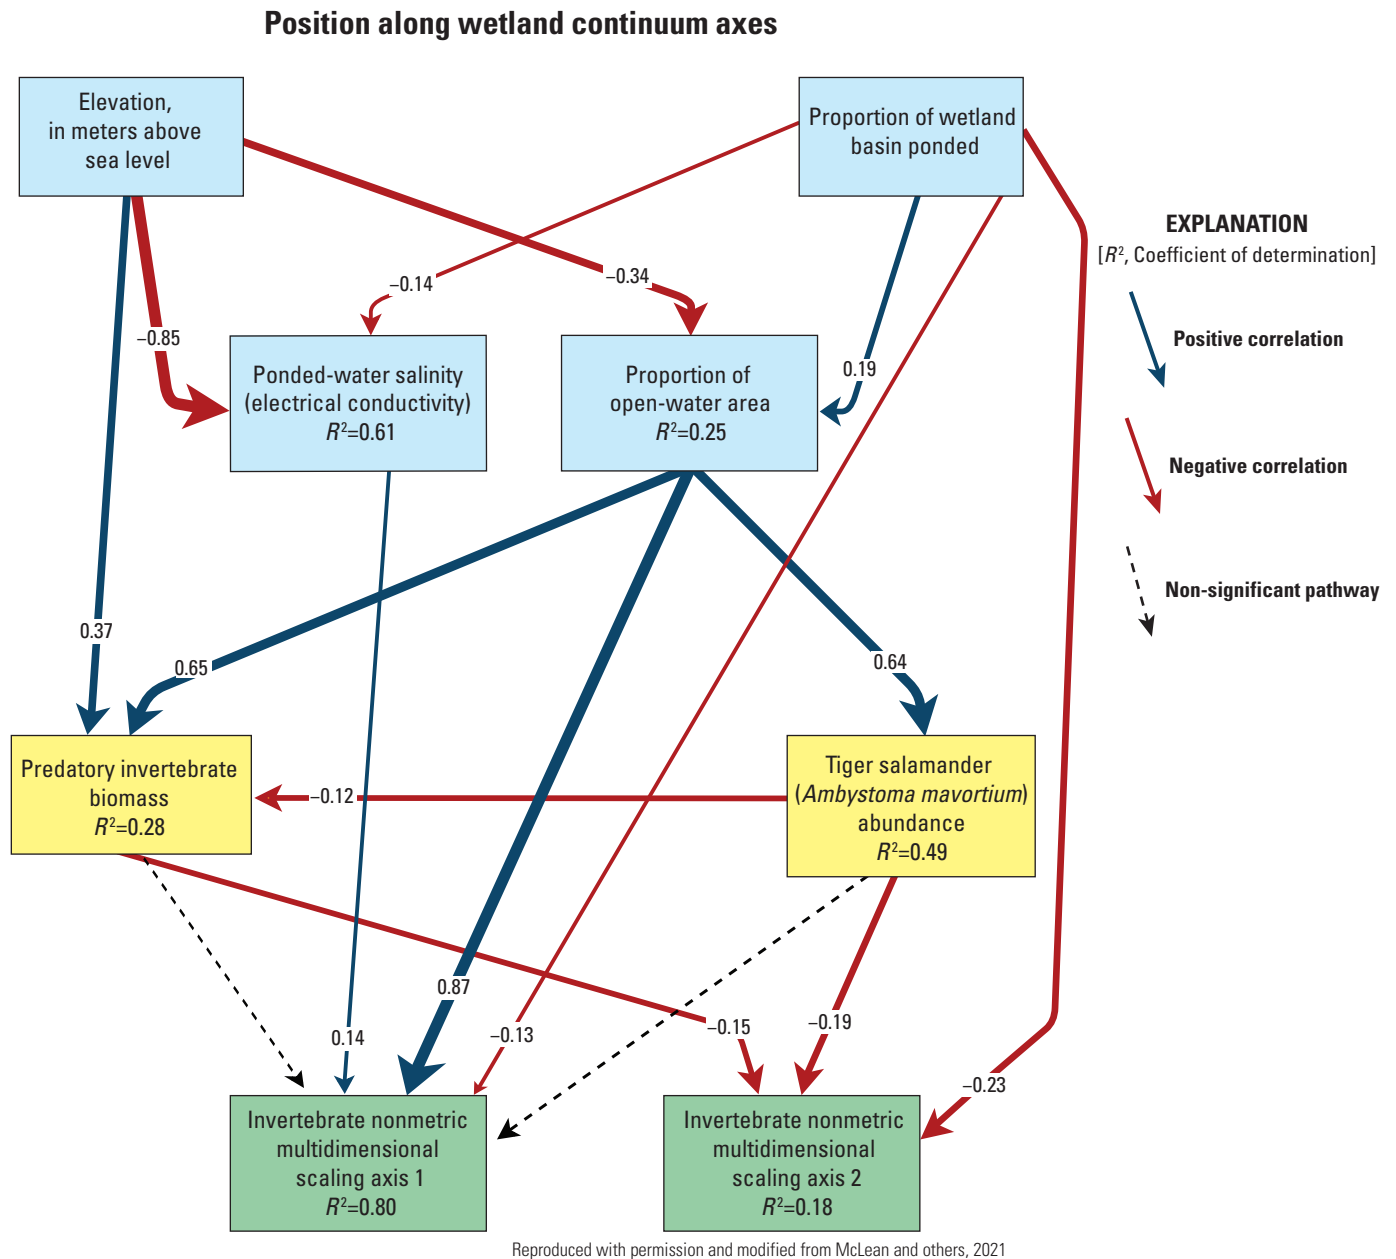 Position along wetland continuum axes
Elevation,
in meters above
sea level
Proportion of wetland
basin ponded
EXPLANATION
[R², Coefficient of determination]
Positive correlation
Negative correlation
Non-significant pathway
−0.14
−0.34
−0.85
0.19
Ponded-water salinity
(electrical conductivity)
R²=0.61
Proportion of
open-water area
R²=0.25
0.37
0.65
0.64
Predatory invertebrate
biomass
R²=0.28
−0.12
Tiger salamander
(Ambystoma mavortium)
abundance
R²=0.49
0.87
0.14
−0.13
−0.15
−0.19
−0.23
Invertebrate nonmetric
multidimensional
scaling axis 1
R²=0.80
Invertebrate nonmetric
multidimensional
scaling axis 2
R²=0.18
Reproduced with permission and modified from McLean and others, 2021